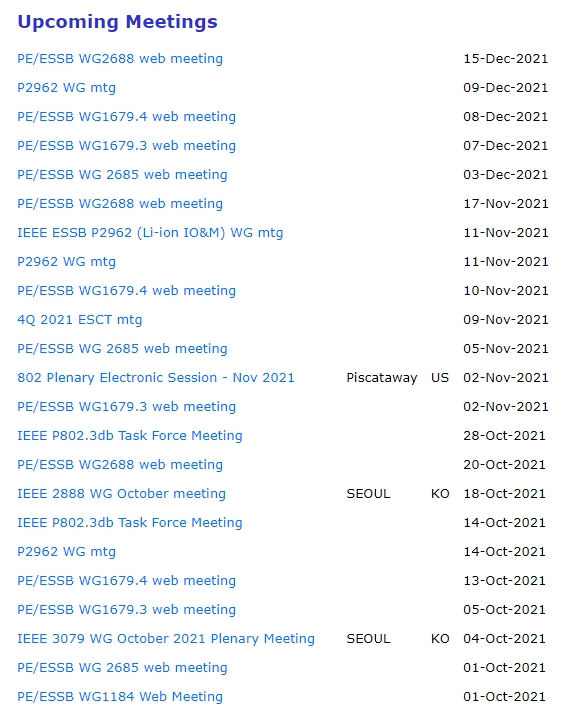 Upcoming Meetings
PE/ESSB WG2688 web meeting 15-Dec-2021
P2962 WG mtg 09-Dec-2021
PE/ESSB WG1679.4 web meeting 08-Dec-2021
PE/ESSB WG1679.3 web meeting 07-Dec-2021
PE/ESSB WG 2685 web meeting 03-Dec-2021
PE/ESSB WG2688 web meeting 17-Nov-2021
IEEE ESSB P2962 (Li-ion IO&M) WG mtg 11-Nov-2021
P2962 WG mtg 11-Nov-2021
PE/ESSB WG1679.4 web meeting 10-Nov-2021
4Q 2021 ESCT mtg 09-Nov-2021
PE/ESSB WG 2685 web meeting 05-Nov-2021
802 Plenary Electronic Session - Nov 2021 Piscataway US 02-Nov-2021
PE/ESSB WG1679.3 web meeting 02-Nov-2021
IEEE P802.3db Task Force Meeting 28-Oct-2021
PE/ESSB WG2688 web meeting 20-Oct-2021
IEEE 2888 WG October meeting SEOUL KO 18-Oct-2021
IEEE P802.3db Task Force Meeting 14-Oct-2021
P2962 WG mtg 14-Oct-2021
PE/ESSB WG1679.4 web meeting 13-Oct-2021
PE/ESSB WG1679.3 web meeting 05-Oct-2021
IEEE 3079 WG October 2021 Plenary Meeting SEOUL KO 04-Oct-2021
PE/ESSB WG 2685 web meeting 01-Oct-2021
PE/ESSB WG1184 Web Meeting 01-Oct-2021